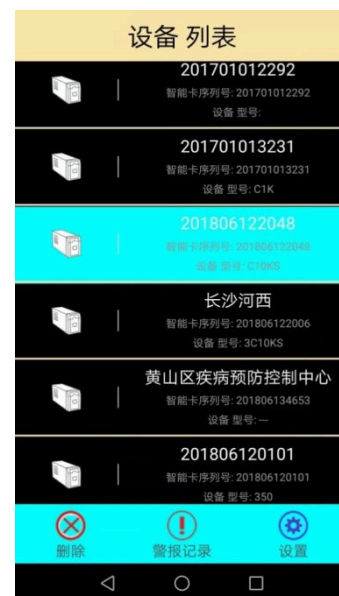 设备 列表
201701012292
智能卡序列号: 201701012292
设备 型号:
201701013231
智能卡序列号: 201701013231
设备 型号: C1K
201806122048
智能卡序列号: 201806122048
设备 型号: C10KS
长沙河西
智能卡序列号: 201806122006
设备 型号: 3C10KS
黄山区疾病预防控制中心
智能卡序列号: 201806134653
设备 型号: ---
201806120101
智能卡序列号: 201806120101
设备 型号: 350
删除
警报记录
设置